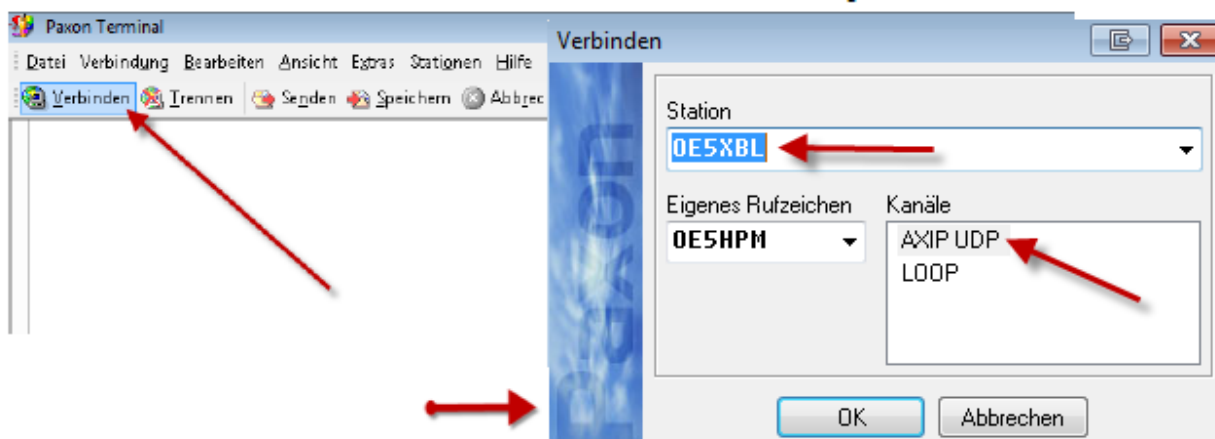 Paxon Terminal
Datei Verbindung Bearbeiten Ansicht Extras Stationen Hilfe
Verbinden Trennen Senden Speichern Abbrec
Verbinden
Station
OE5XBL
Eigenes Rufzeichen Kanäle
OE5HPM AXIP UDP
LOOP
OK Abbrechen